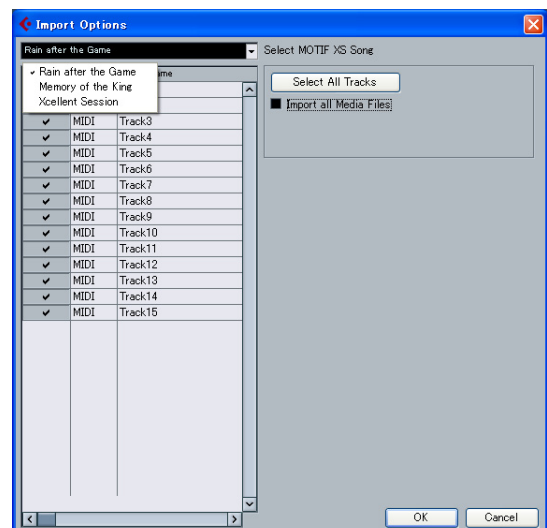 Import Options
Rain after the Game
Select MOTIF XS Song
Rain after the Game
Memory of the King
Xcellent Session
me
Select All Tracks
Import all Media Files
MIDI Track3
MIDI Track4
MIDI Track5
MIDI Track6
MIDI Track7
MIDI Track8
MIDI Track9
MIDI Track10
MIDI Track11
MIDI Track12
MIDI Track13
MIDI Track14
MIDI Track15
OK
Cancel